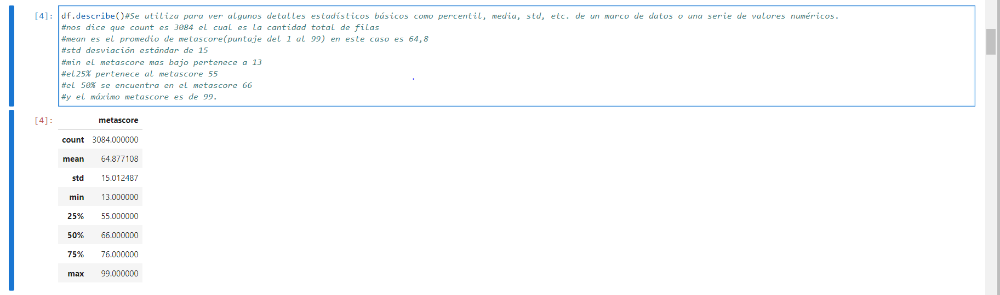 [4]: df.describe()#Se utiliza para ver algunos detalles estadísticos básicos como percentil, media, std, etc. de un marco de datos o una serie de valores numéricos.
#nos dice que count es 3084 el cual es la cantidad total de filas
#mean es el promedio de metascore(puntaje del 1 al 99) en este caso es 64,8
#std desviación estándar de 15
#min el metascore mas bajo pertenece a 13
#el25% pertenece al metascore 55
#el 50% se encuentra en el metascore 66
#y el máximo metascore es de 99.
[4]: metascore
count 3084.000000
mean 64.877108
std 15.012487
min 13.000000
25% 55.000000
50% 66.000000
75% 76.000000
max 99.000000